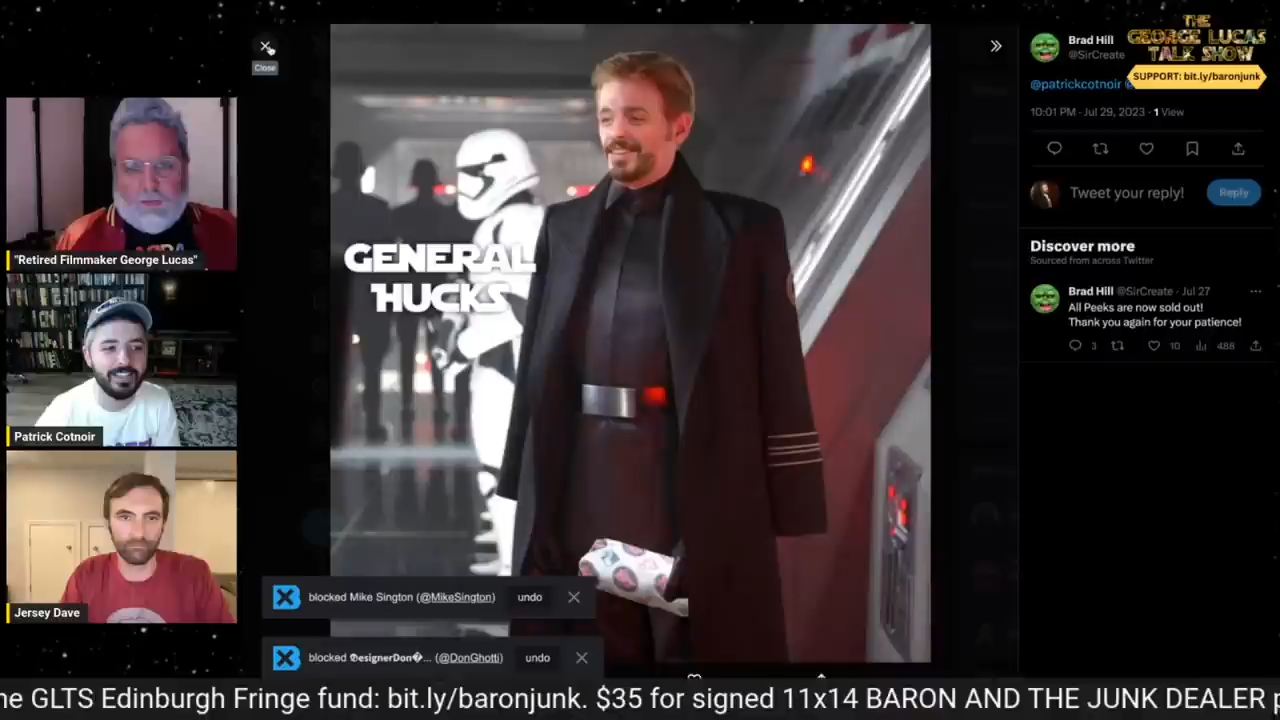 Close
THE
GEORGE LUCAS
TALK SHOW
SUPPORT: bit.ly/baronjunk
Brad Hill
@SirCreate
@patrickcotnoir
10:01 PM · Jul 29, 2023 · 1 View
Tweet your reply!
Reply
Discover more
Sourced from across Twitter
Brad Hill @SirCreate · Jul 27
All Peeks are now sold out!
Thank you again for your patience!
3
10
488
GENERAL
HUCKS
"Retired Filmmaker George Lucas"
Patrick Cotnoir
Jersey Dave
blocked Mike Sington (@MikeSington) undo
blocked DesignerDon�... (@DonGhotti) undo
ne GLTS Edinburgh Fringe fund: bit.ly/baronjunk. $35 for signed 11x14 BARON AND THE JUNK DEALER p